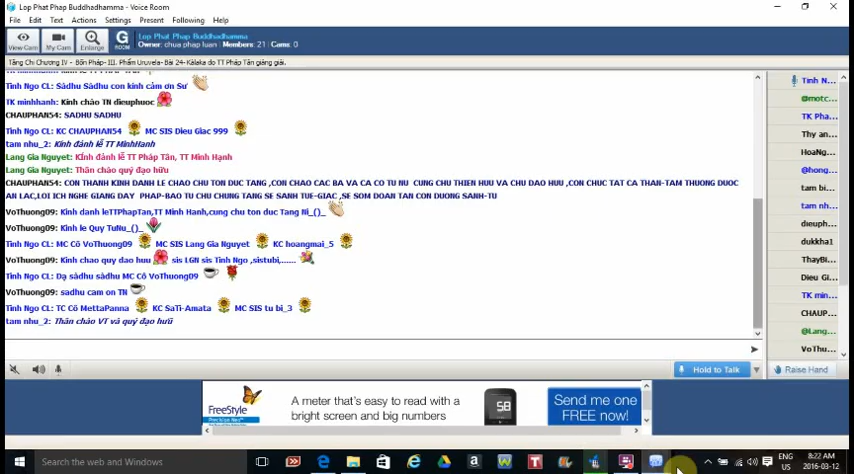 Lop Phat Phap Buddhadhamma - Voice Room
File Edit Text Actions Settings Present Following Help
View Cam My Cam Enlarge G ROOM
Lop Phat Phap Buddhadhamma
Owner: chua phap luan | Members: 21 | Cams: 0
Tăng Chi Chương IV - Bốn Pháp- III. Phẩm Uruvela- Bài 24- Kàlaka do TT Pháp Tân giảng giải.
Tinh Ngo CL: Sàdhu Sàdhu con kính cảm ơn Sư
TK minhhanh: Kính chào TN dieuphuoc
CHAUPHAN54: SADHU SADHU
Tinh Ngo CL: KC CHAUPHAN54 MC SIS Dieu Giac 999
tam nhu_2: Kính đảnh lễ TT MinhHanh
Lang Gia Nguyet: Kính đảnh lễ TT Pháp Tân, TT Minh Hạnh
Lang Gia Nguyet: Thân chào quý đạo hữu
CHAUPHAN54: CON THANH KINH DANH LE CHAO CHU TON DUC TANG ,CON CHAO CAC BA VA CA CO TU NU CUNG CHU THIEN HUU VA CHU DAO HUU ,CON CHUC TAT CA THAN-TAM THUONG DUOC
AN LAC,LOI ICH NGHE GIANG DAY PHAP-BAO TU CHU CHUNG TANG SE SANH TUE-GIAC ,SE SOM DOAN TAN CON DUONG SANH-TU
VoThuong09: Kinh danh leTTPhapTan,TT Minh Hanh,cung chu ton duc Tang Ni_()_
VoThuong09: Kinh le Quy TuNu_()_
Tinh Ngo CL: MC Cô VoThuong09 MC SIS Lang Gia Nguyet KC hoangmai_5
VoThuong09: Kinh chao quy dao huu sis LGN sis Tinh Ngo ,sistubi,......
Tinh Ngo CL: Dạ sàdhu sàdhu MC Cô VoThuong09
VoThuong09: sadhu cam on TN
Tinh Ngo CL: TC Cô MettaPanna KC SaTi-Amata MC SIS tu bi_3
tam nhu_2: Thân chào VT và quý đạo hữu
Tinh N...
@motc...
TK Pha...
Thy an...
HoaNg...
@hong...
tam bi...
tam nh...
dieuph...
dukkha1
ThayBi...
Dieu Gi...
TK min...
CHAUP...
@Lang...
VoThu...
Hold to Talk
Raise Hand
FreeStyle
A meter that's easy to read with a
bright screen and big numbers
58
Send me one
FREE now!
Search the web and Windows
ENG
US
8:22 AM
2016-03-12